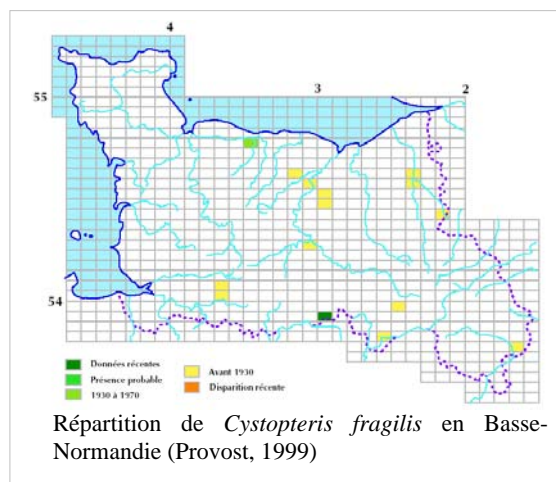 4
3
2
55
54
Données récentes
Présence probable
1930 à 1970
Avant 1930
Disparition récente
Répartition de Cystopteris fragilis en Basse-
Normandie (Provost, 1999)